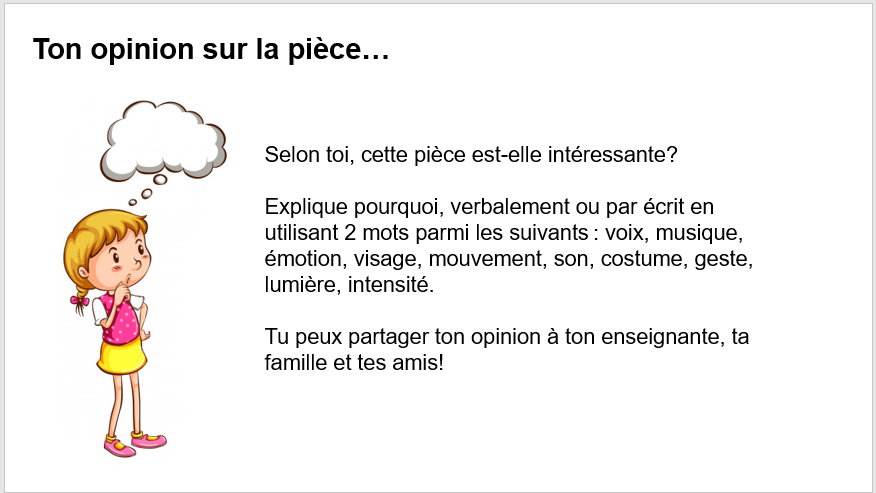 Ton opinion sur la pièce…
Selon toi, cette pièce est-elle intéressante?
Explique pourquoi, verbalement ou par écrit en
utilisant 2 mots parmi les suivants : voix, musique,
émotion, visage, mouvement, son, costume, geste,
lumière, intensité.
Tu peux partager ton opinion à ton enseignante, ta
famille et tes amis!